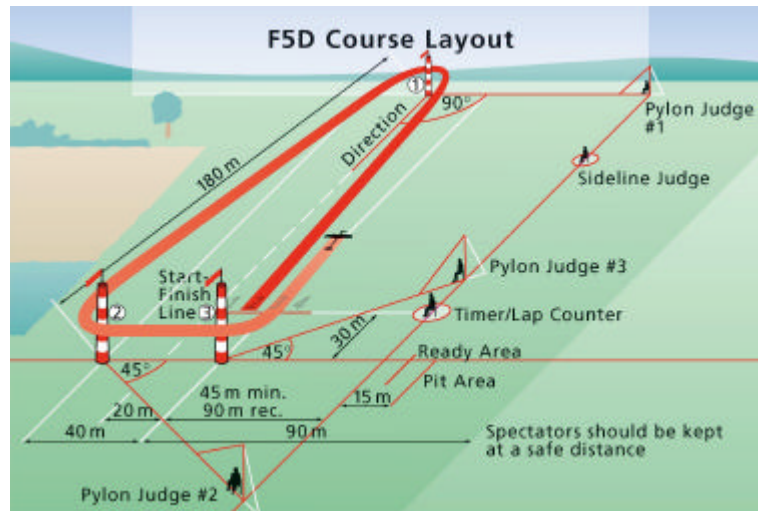 F5D Course Layout
①
90°
Pylon Judge
#1
Direction
180 m
Sideline Judge
Start-
Finish
Line
②
③
Pylon Judge #3
Timer/Lap Counter
30 m
45°
45°
Ready Area
Pit Area
45 m min.
90 m rec.
15 m
20 m
40 m
90 m
Spectators should be kept
at a safe distance
Pylon Judge #2